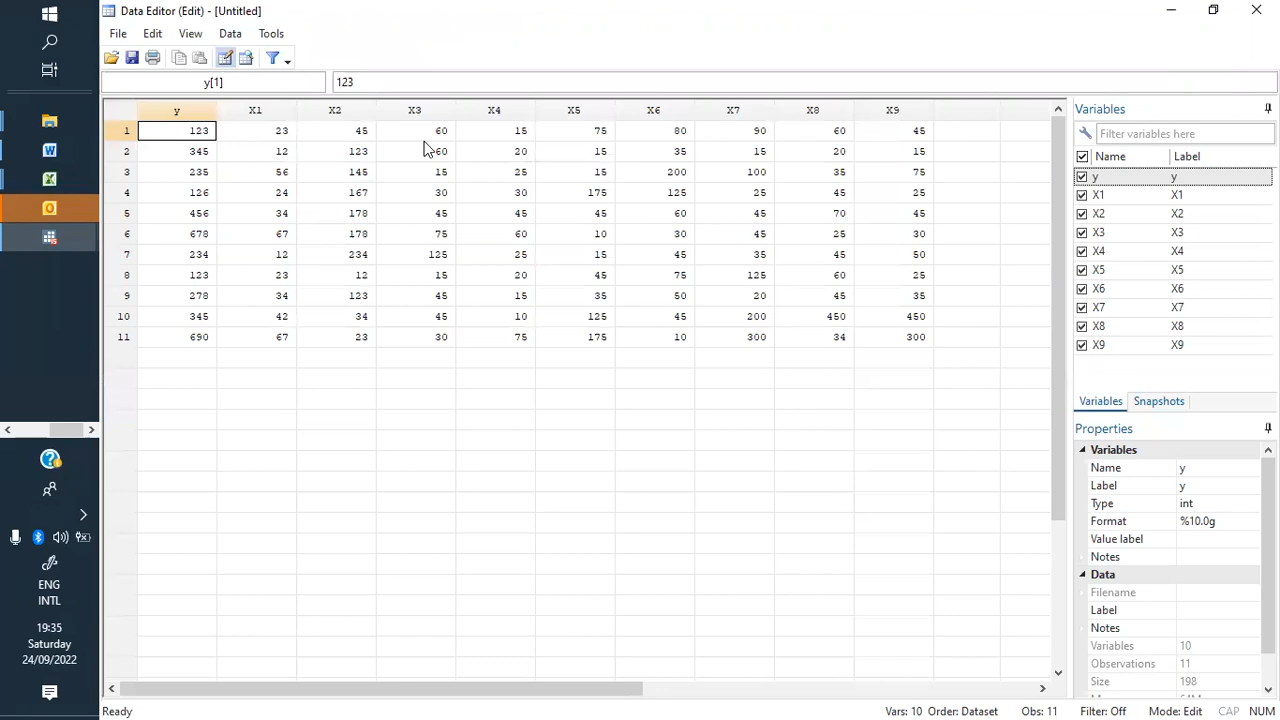 Data Editor (Edit) - [Untitled]
File Edit View Data Tools
y[1] 123
y X1 X2 X3 X4 X5 X6 X7 X8 X9
1 123 23 45 60 15 75 80 90 60 45
2 345 12 123 60 20 15 35 15 20 15
3 235 56 145 15 25 15 200 100 35 75
4 126 24 167 30 30 175 125 25 45 25
5 456 34 178 45 45 45 60 45 70 45
6 678 67 178 75 60 10 30 45 25 30
7 234 12 234 125 25 15 45 35 45 50
8 123 23 12 15 20 45 75 125 60 25
9 278 34 123 45 15 35 50 20 45 35
10 345 42 34 45 10 125 45 200 450 450
11 690 67 23 30 75 175 10 300 34 300
Variables
Filter variables here
Name Label
y y
X1 X1
X2 X2
X3 X3
X4 X4
X5 X5
X6 X6
X7 X7
X8 X8
X9 X9
Variables Snapshots
Properties
Variables
Name y
Label y
Type int
Format %10.0g
Value label
Notes
Data
Filename
Label
Notes
Variables 10
Observations 11
Size 198
ENG
INTL
19:35
Saturday
24/09/2022
Ready Vars: 10 Order: Dataset Obs: 11 Filter: Off Mode: Edit CAP NUM